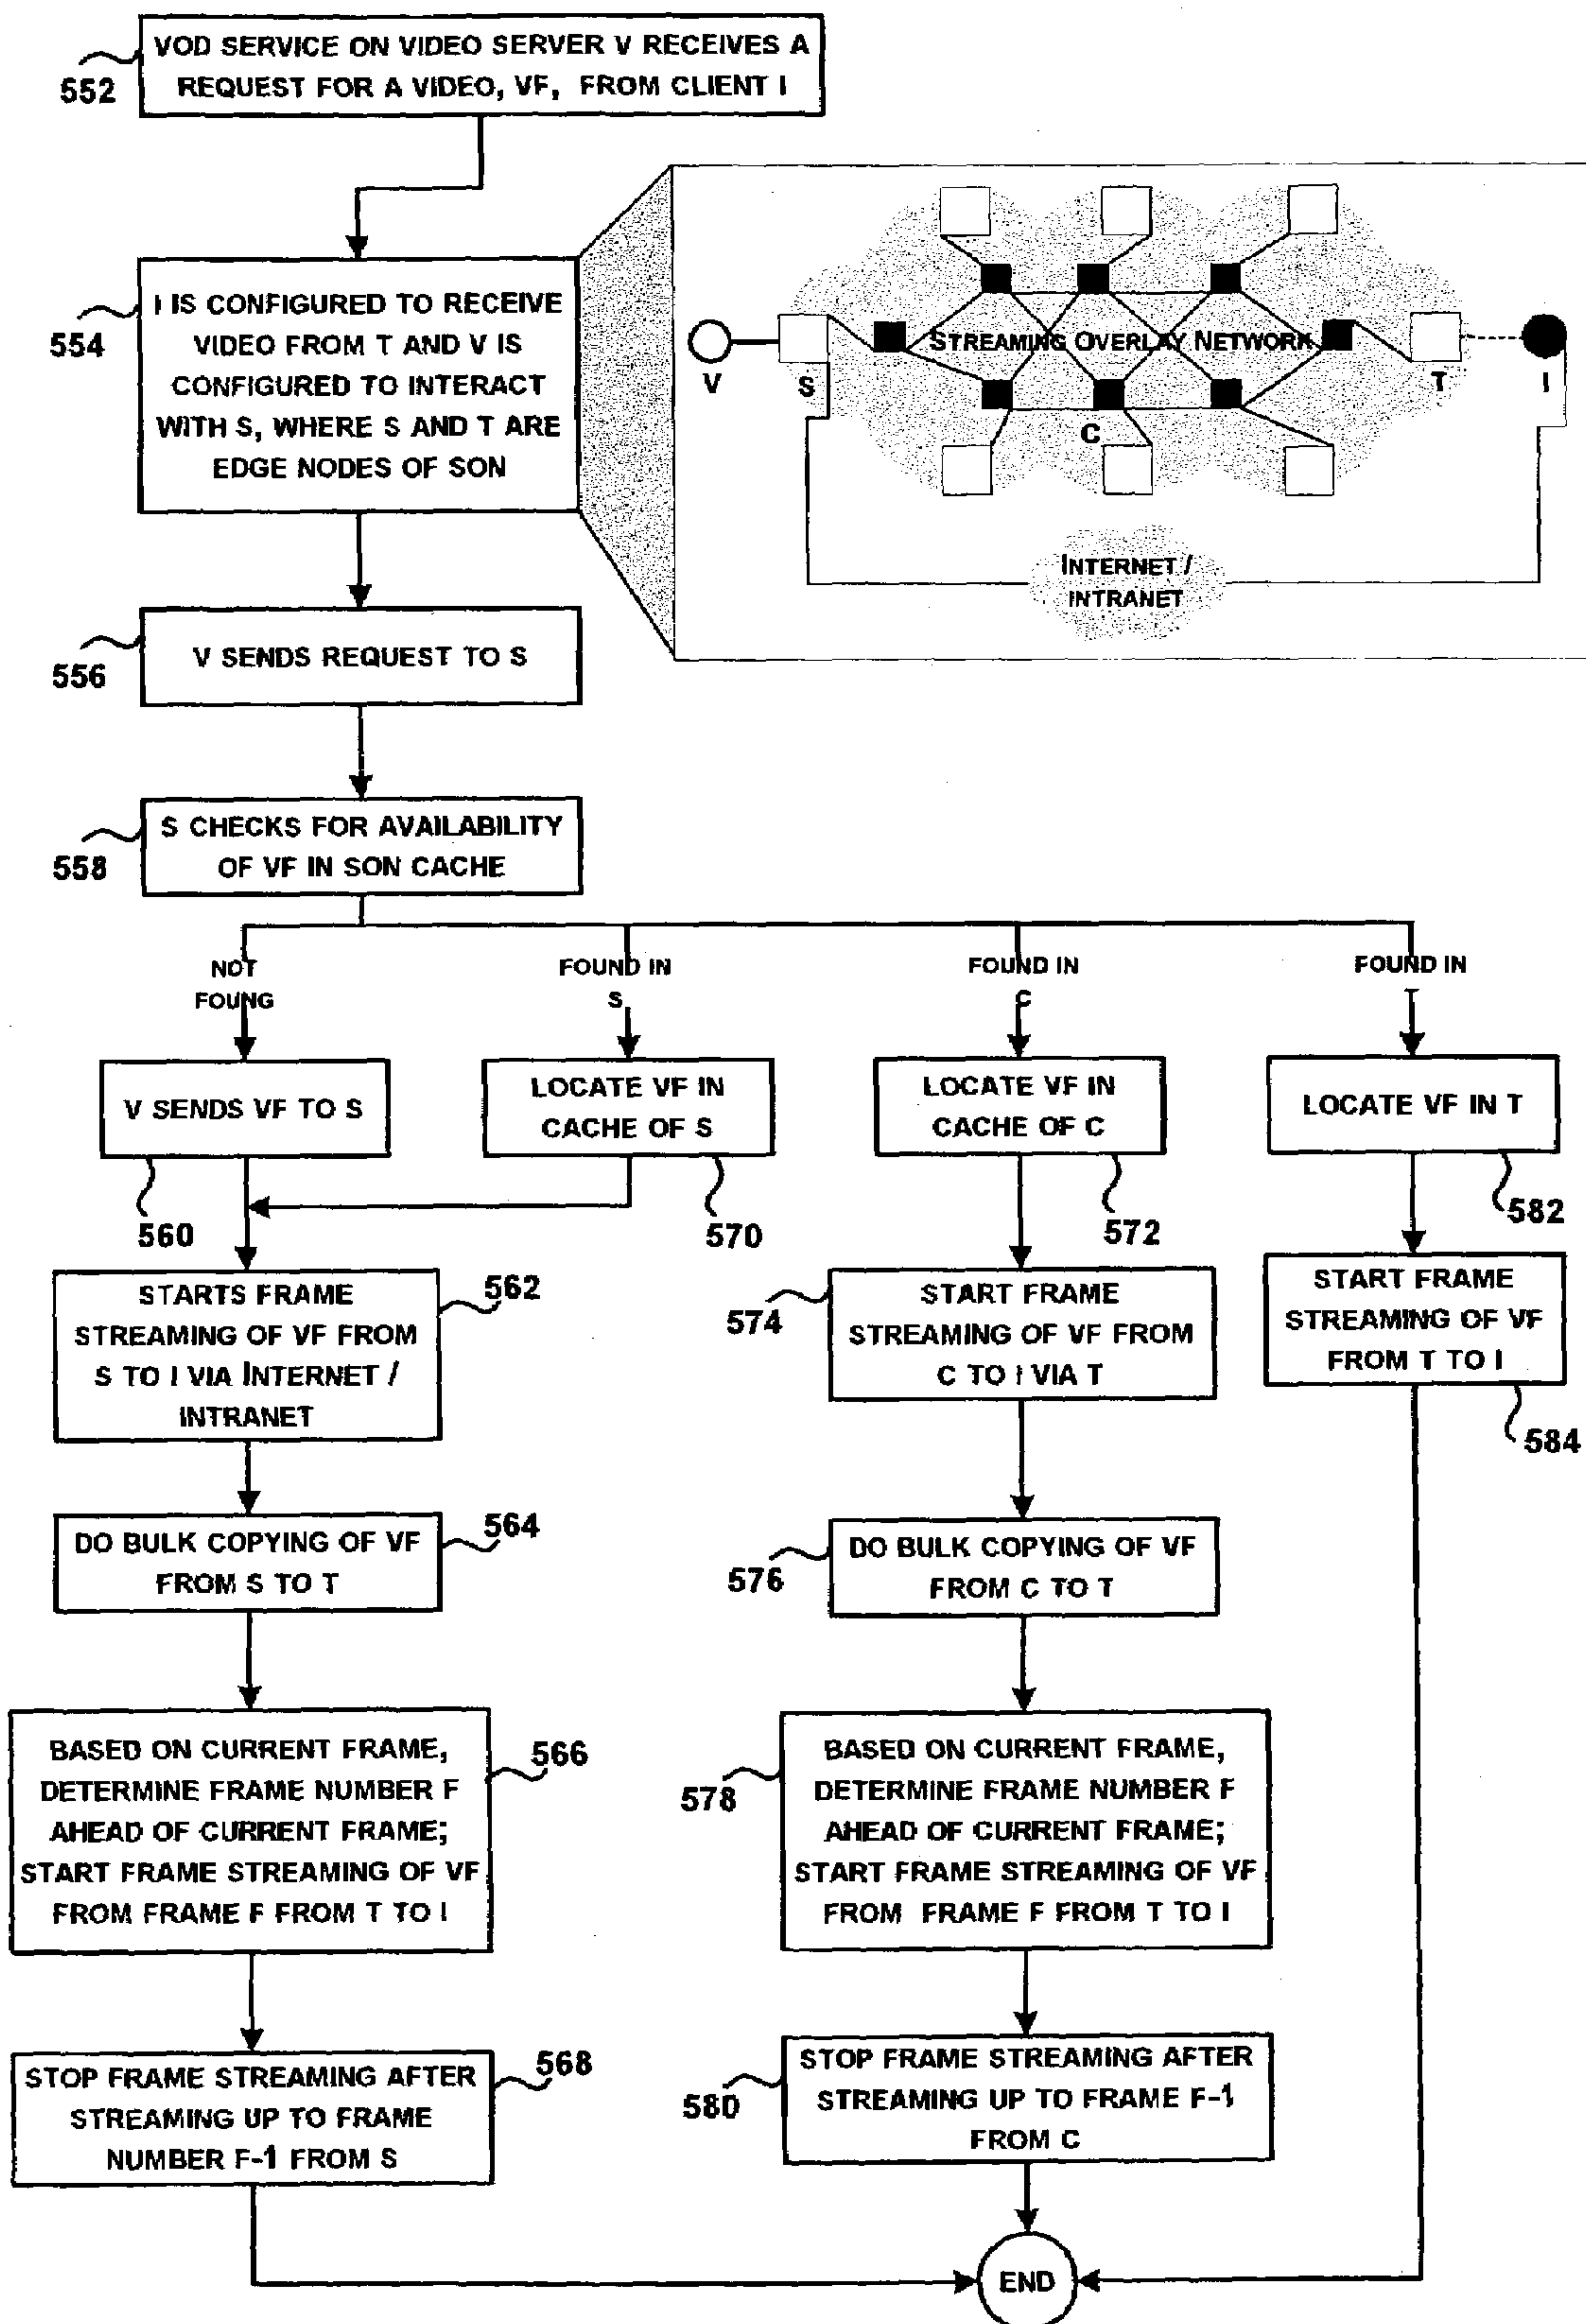 VOD SERVICE ON VIDEO SERVER V RECEIVES A
REQUEST FOR A VIDEO, VF, FROM CLIENT I
552
I IS CONFIGURED TO RECEIVE
VIDEO FROM T AND V IS
CONFIGURED TO INTERACT
WITH S, WHERE S AND T ARE
EDGE NODES OF SON
554
STREAMING OVERLAY NETWORK
V
S
T
I
C
INTERNET /
INTRANET
V SENDS REQUEST TO S
556
S CHECKS FOR AVAILABILITY
OF VF IN SON CACHE
558
NOT
FOUNG
FOUND IN
S
FOUND IN
C
FOUND IN
T
V SENDS VF TO S
560
LOCATE VF IN
CACHE OF S
570
LOCATE VF IN
CACHE OF C
572
LOCATE VF IN T
582
STARTS FRAME
STREAMING OF VF FROM
S TO I VIA INTERNET /
INTRANET
562
START FRAME
STREAMING OF VF FROM
C TO I VIA T
574
START FRAME
STREAMING OF VF
FROM T TO I
584
DO BULK COPYING OF VF
FROM S TO T
564
DO BULK COPYING OF VF
FROM C TO T
576
BASED ON CURRENT FRAME,
DETERMINE FRAME NUMBER F
AHEAD OF CURRENT FRAME;
START FRAME STREAMING OF VF
FROM FRAME F FROM T TO I
566
BASED ON CURRENT FRAME,
DETERMINE FRAME NUMBER F
AHEAD OF CURRENT FRAME;
START FRAME STREAMING OF VF
FROM FRAME F FROM T TO I
578
STOP FRAME STREAMING AFTER
STREAMING UP TO FRAME
NUMBER F-1 FROM S
568
STOP FRAME STREAMING AFTER
STREAMING UP TO FRAME F-1
FROM C
580
END